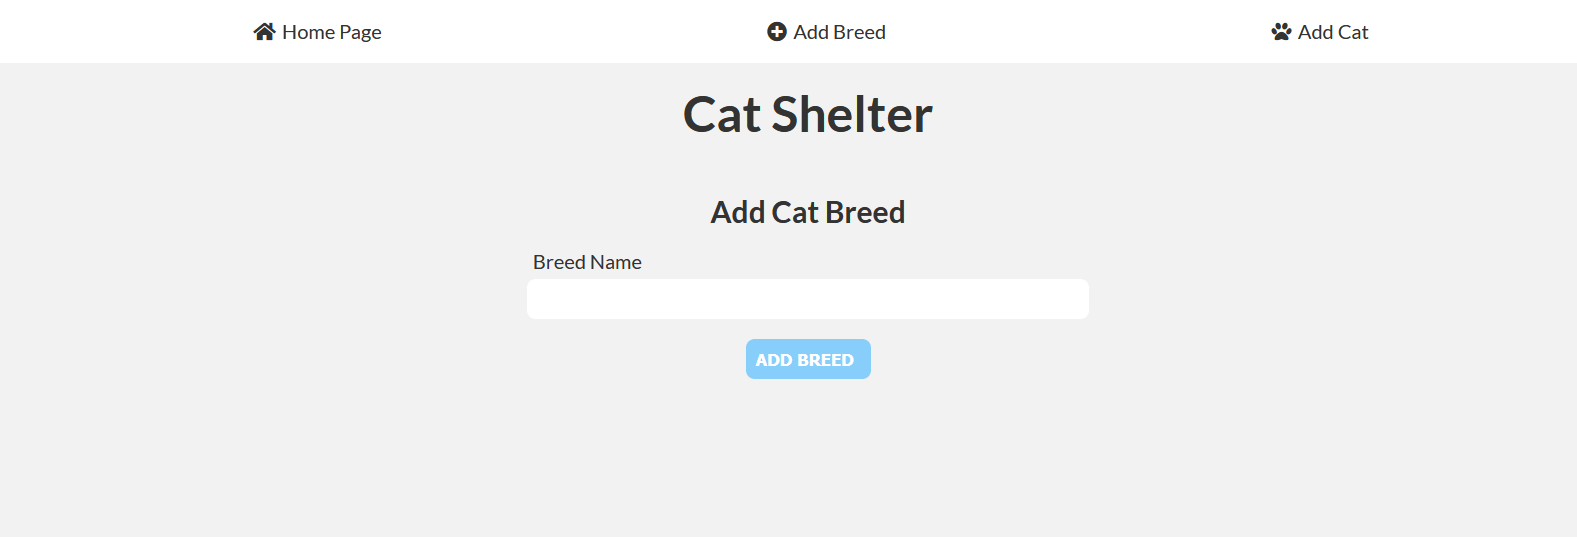 Home Page Add Breed Add Cat
Cat Shelter
Add Cat Breed
Breed Name
ADD BREED